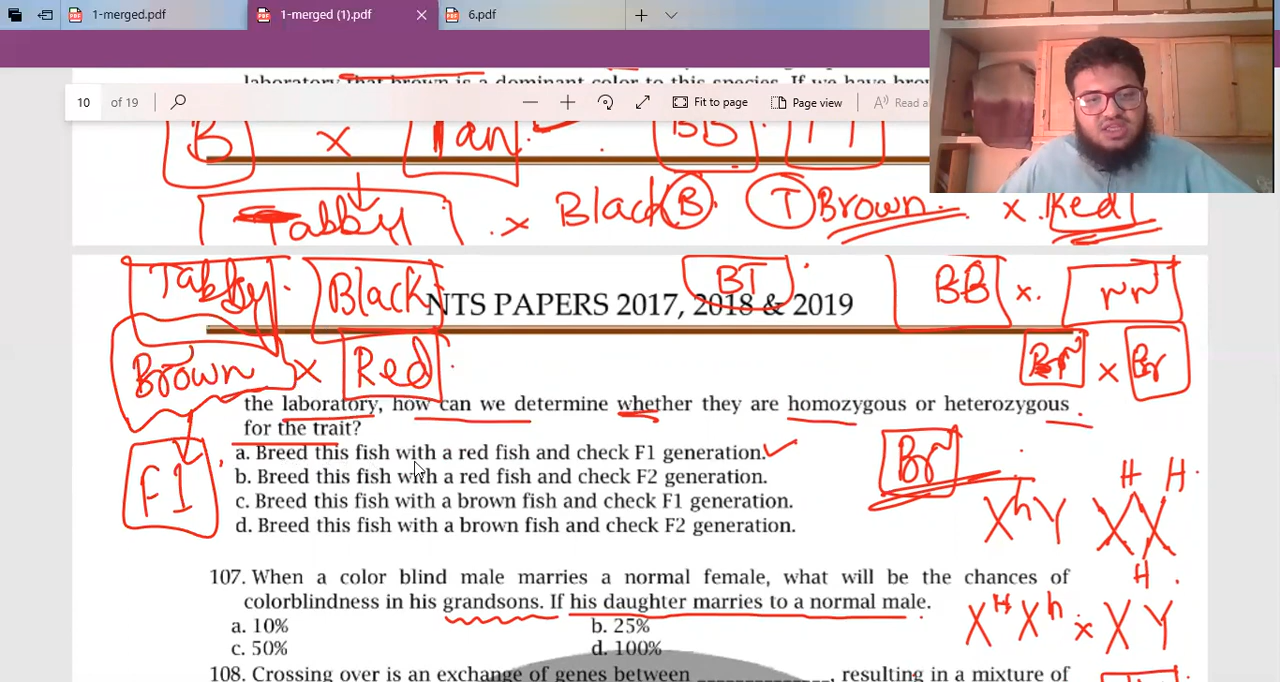 1-merged.pdf
1-merged (1).pdf
6.pdf
10 of 19
Fit to page
Page view
Read a
laboratory that brown is a dominant color to this species. If we have brow
B x Tan BB TT
Tabby x Black B T Brown x Red
Tabby Black BT BB x rr
NTS PAPERS 2017, 2018 & 2019
Brown x Red Br x Br
the laboratory, how can we determine whether they are homozygous or heterozygous
for the trait?
a. Breed this fish with a red fish and check F1 generation.
b. Breed this fish with a red fish and check F2 generation.
c. Breed this fish with a brown fish and check F1 generation.
d. Breed this fish with a brown fish and check F2 generation.
F1
Br
H H
XhY XX
H
107. When a color blind male marries a normal female, what will be the chances of
colorblindness in his grandsons. If his daughter marries to a normal male.
XHXh x XY
a. 10% b. 25%
c. 50% d. 100%
108. Crossing over is an exchange of genes between ____________, resulting in a mixture of